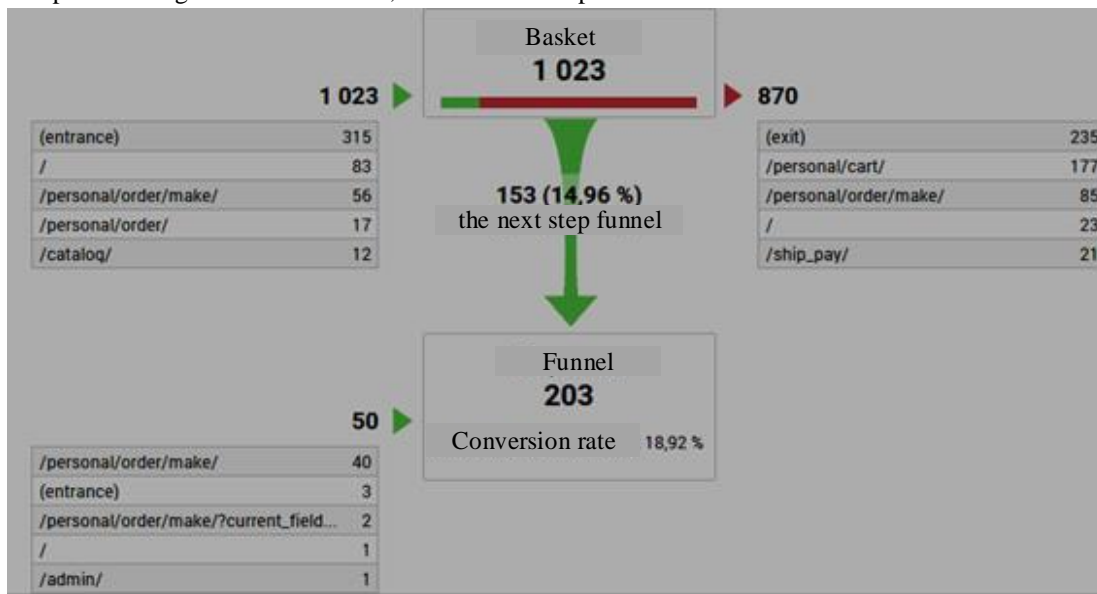 Basket
1 023
1 023
870
(entrance) 315
/ 83
/personal/order/make/ 56
/personal/order/ 17
/catalog/ 12
(exit) 235
/personal/cart/ 177
/personal/order/make/ 85
/ 23
/ship_pay/ 21
153 (14,96 %)
the next step funnel
Funnel
203
Conversion rate 18,92 %
50
/personal/order/make/ 40
(entrance) 3
/personal/order/make/?current_field... 2
/ 1
/admin/ 1